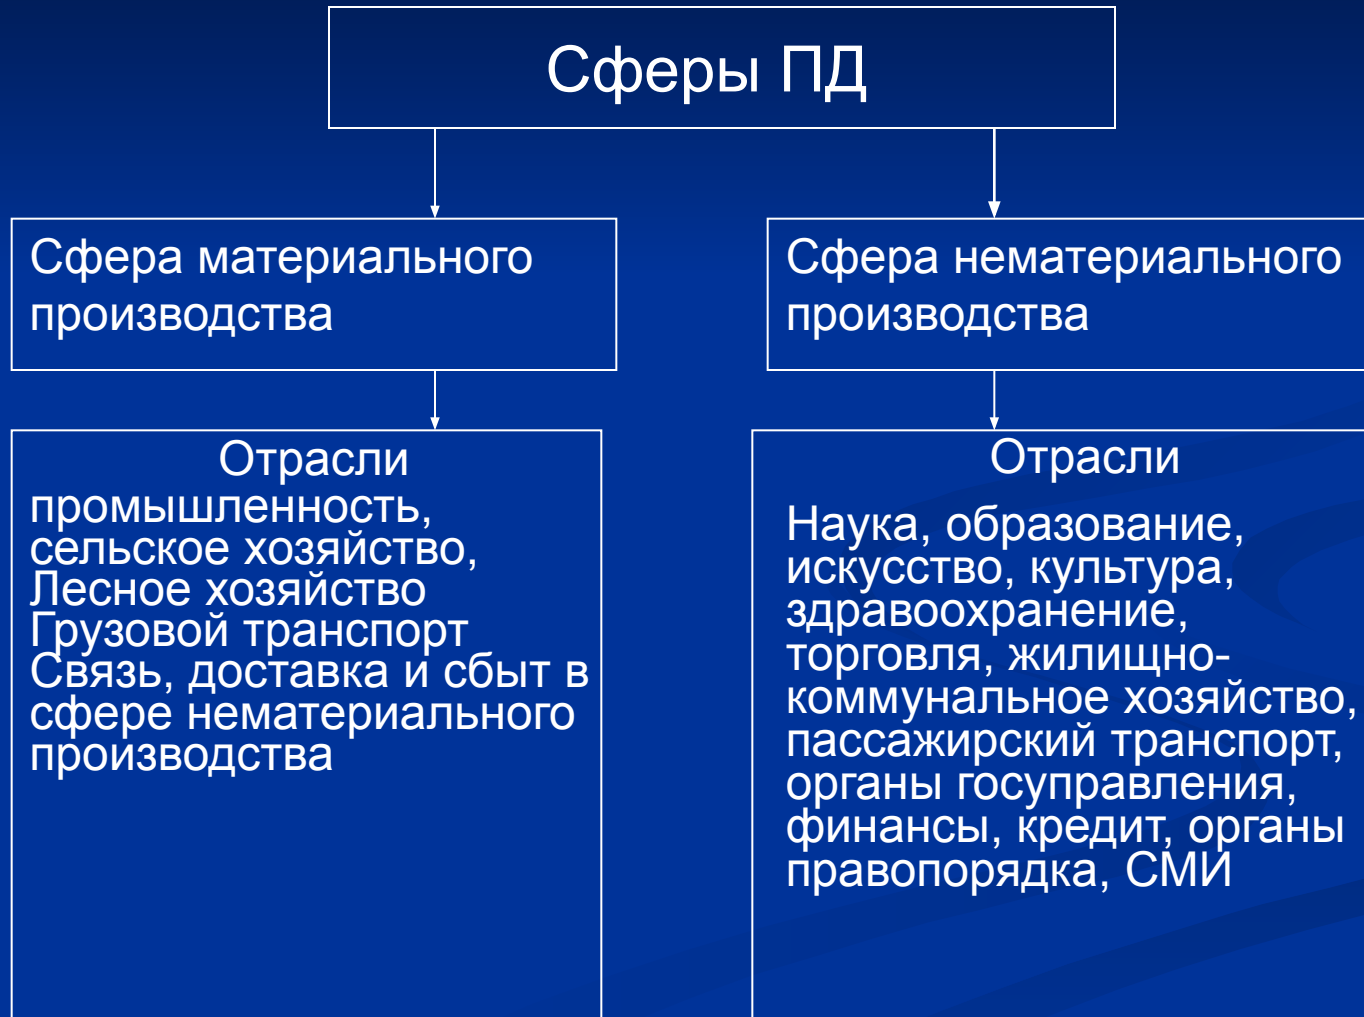 Сферы ПД
Сфера материального
производства
Сфера нематериального
производства
Отрасли
промышленность,
сельское хозяйство,
Лесное хозяйство
Грузовой транспорт
Связь, доставка и сбыт в
сфере нематериального
производства
Отрасли
Наука, образование,
искусство, культура,
здравоохранение,
торговля, жилищно-
коммунальное хозяйство,
пассажирский транспорт,
органы госуправления,
финансы, кредит, органы
правопорядка, СМИ